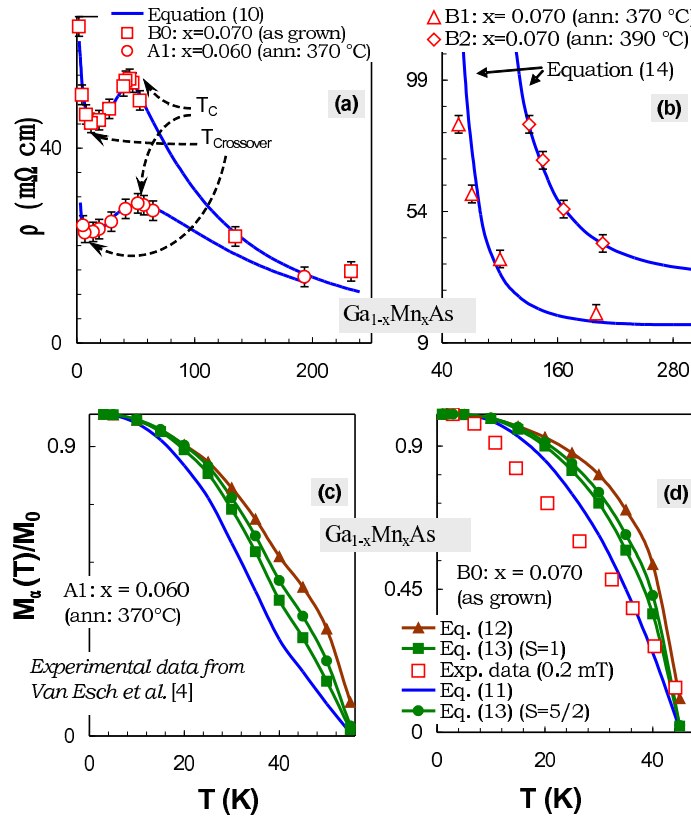 Equation (10)
B0: x=0.070 (as grown)
A1: x=0.060 (ann: 370 °C)
(a)
T_C
T_Crossover
ρ (mΩ cm)
40
0
0
100
200
B1: x= 0.070 (ann: 370 °C)
B2: x=0.070 (ann: 390 °C)
Equation (14)
(b)
99
54
9
40
160
280
Ga1-xMnxAs
(c)
0.9
0
A1: x = 0.060
(ann: 370°C)
Experimental data from
Van Esch et al. [4]
Mα(T)/M0
0
20
40
T (K)
Ga1-xMnxAs
(d)
0.9
0.45
0
B0: x = 0.070
(as grown)
Eq. (12)
Eq. (13) (S=1)
Exp. data (0.2 mT)
Eq. (11)
Eq. (13) (S=5/2)
0
20
40
T (K)